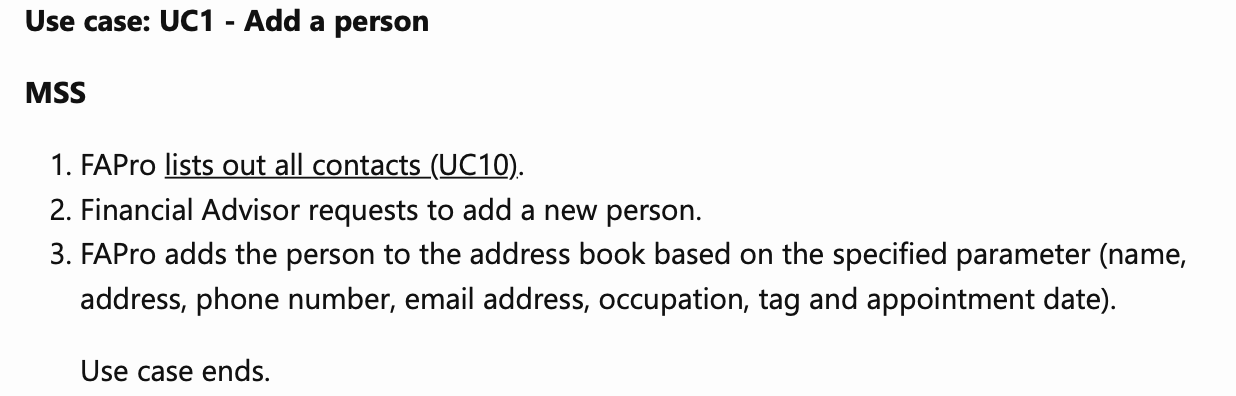 Use case: UC1 - Add a person
MSS
1. FAPro lists out all contacts (UC10).
2. Financial Advisor requests to add a new person.
3. FAPro adds the person to the address book based on the specified parameter (name,
address, phone number, email address, occupation, tag and appointment date).
Use case ends.